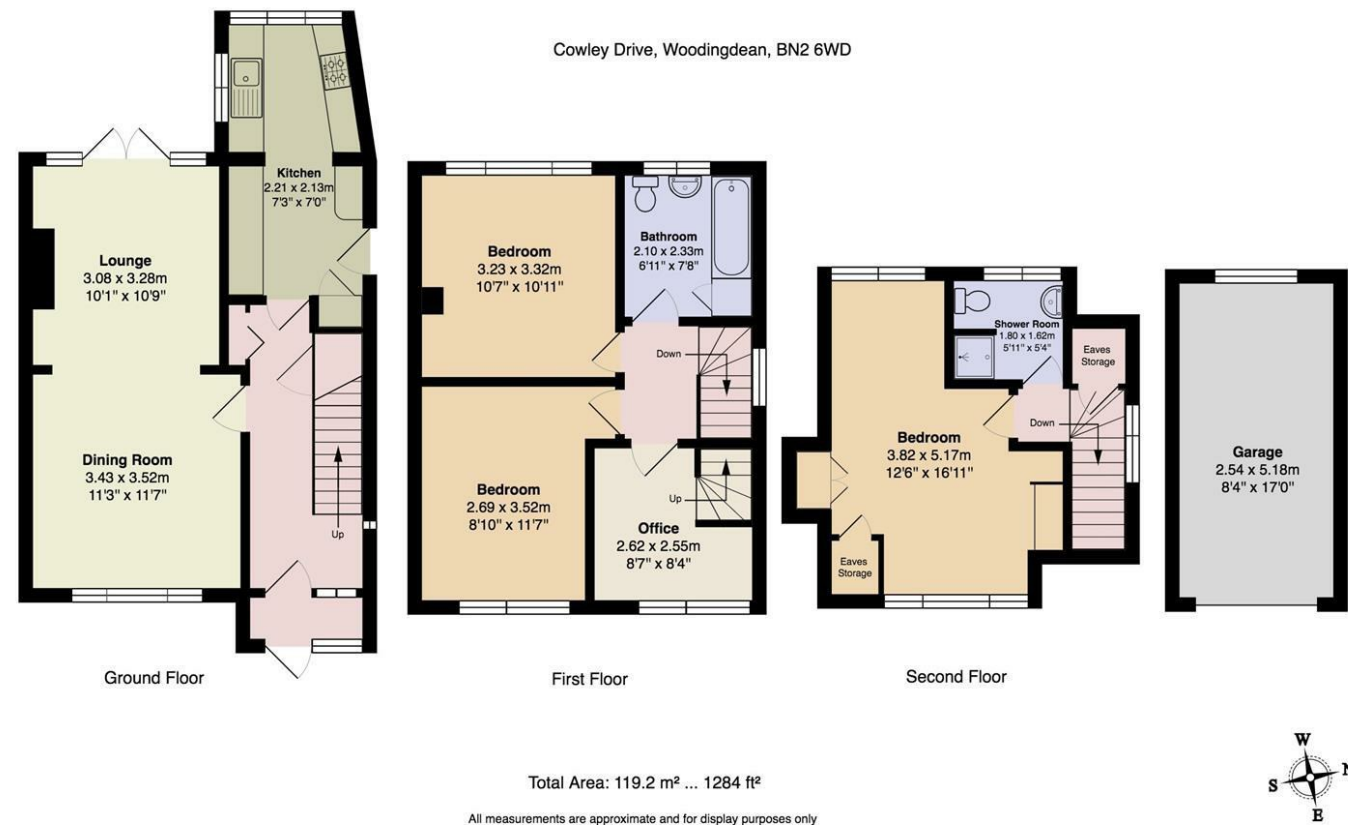 Cowley Drive, Woodingdean, BN2 6WD
Kitchen
2.21 x 2.13m
7'3" x 7'0"
Lounge
3.08 x 3.28m
10'1" x 10'9"
Dining Room
3.43 x 3.52m
11'3" x 11'7"
Up
Ground Floor
Bedroom
3.23 x 3.32m
10'7" x 10'11"
Bathroom
2.10 x 2.33m
6'11" x 7'8"
Down
Bedroom
2.69 x 3.52m
8'10" x 11'7"
Up
Office
2.62 x 2.55m
8'7" x 8'4"
First Floor
Shower Room
1.80 x 1.62m
5'11" x 5'4"
Eaves
Storage
Down
Bedroom
3.82 x 5.17m
12'6" x 16'11"
Eaves
Storage
Second Floor
Garage
2.54 x 5.18m
8'4" x 17'0"
W
N
S
E
Total Area: 119.2 m² ... 1284 ft²
All measurements are approximate and for display purposes only